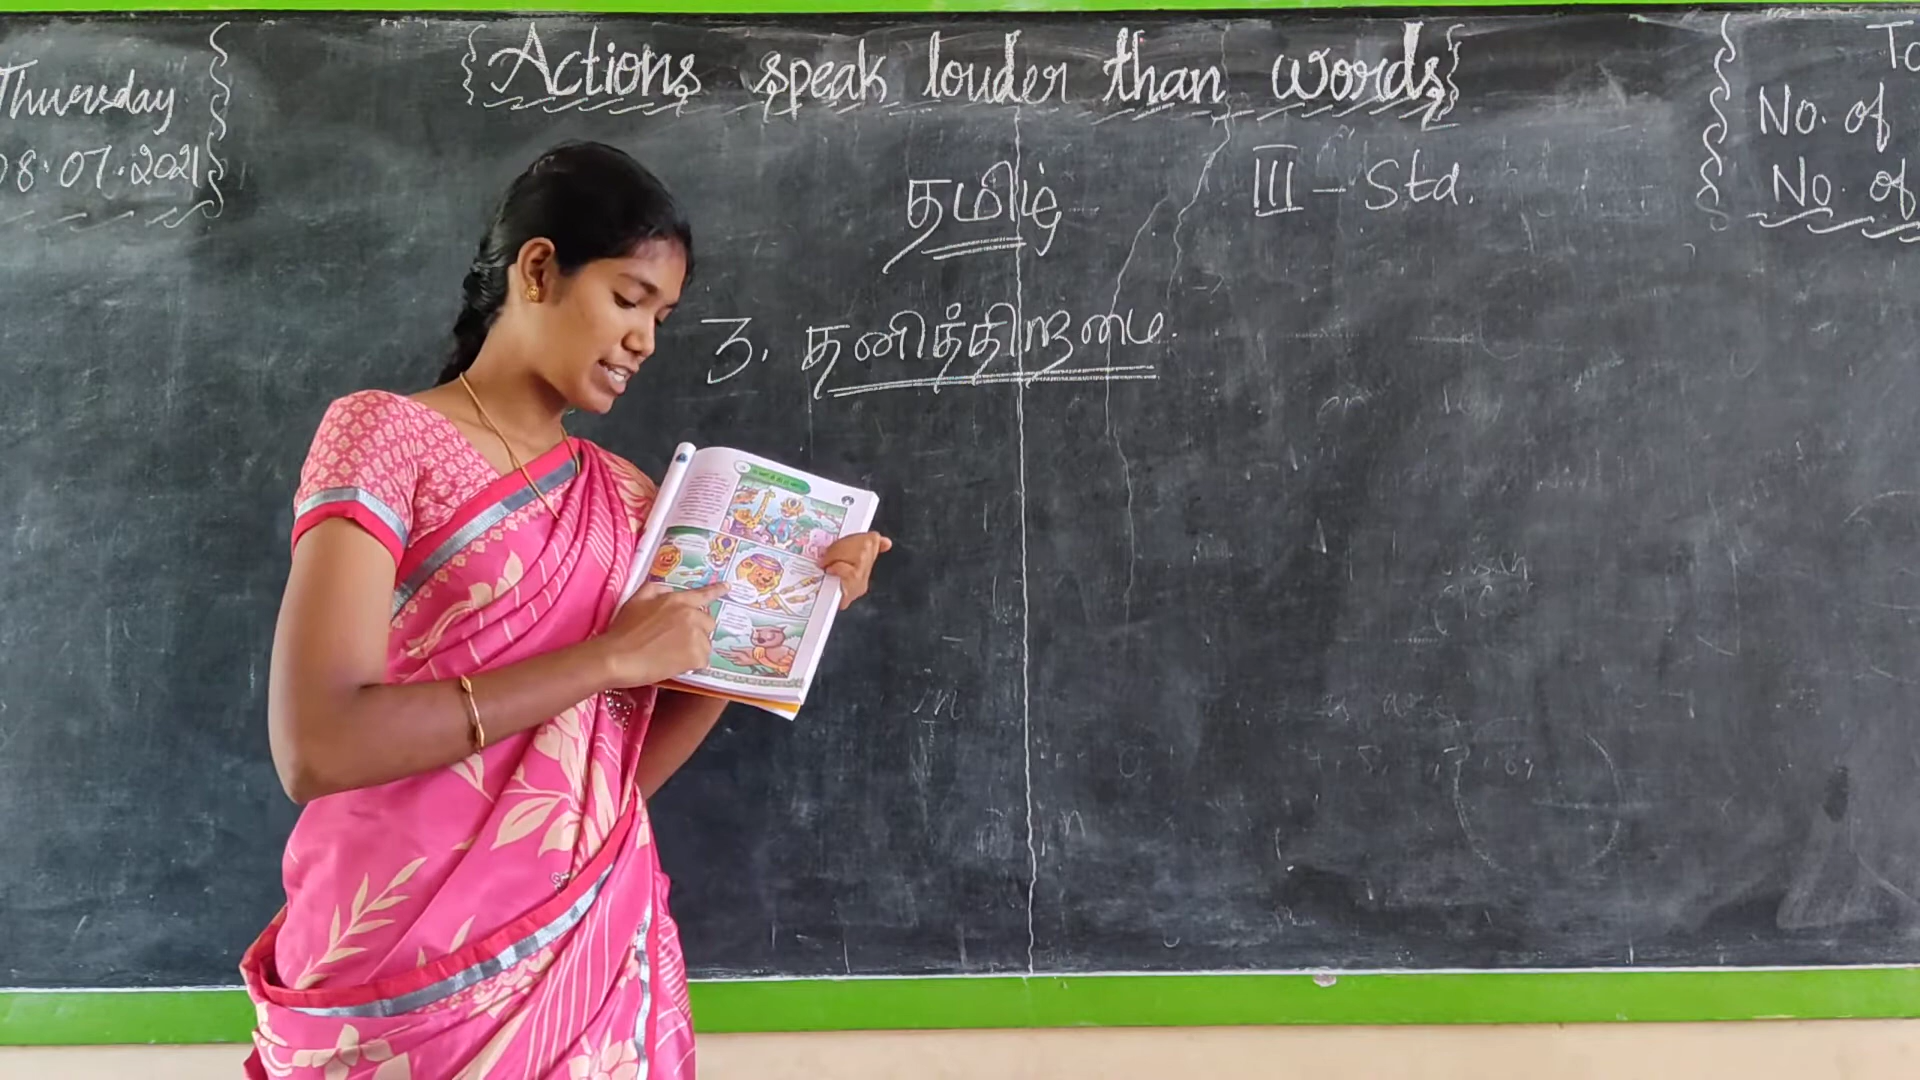 Thursday
08.07.2021
Actions speak louder than words
தமிழ்
III - Std.
3. தனித்திறமை.
No. of
No. of